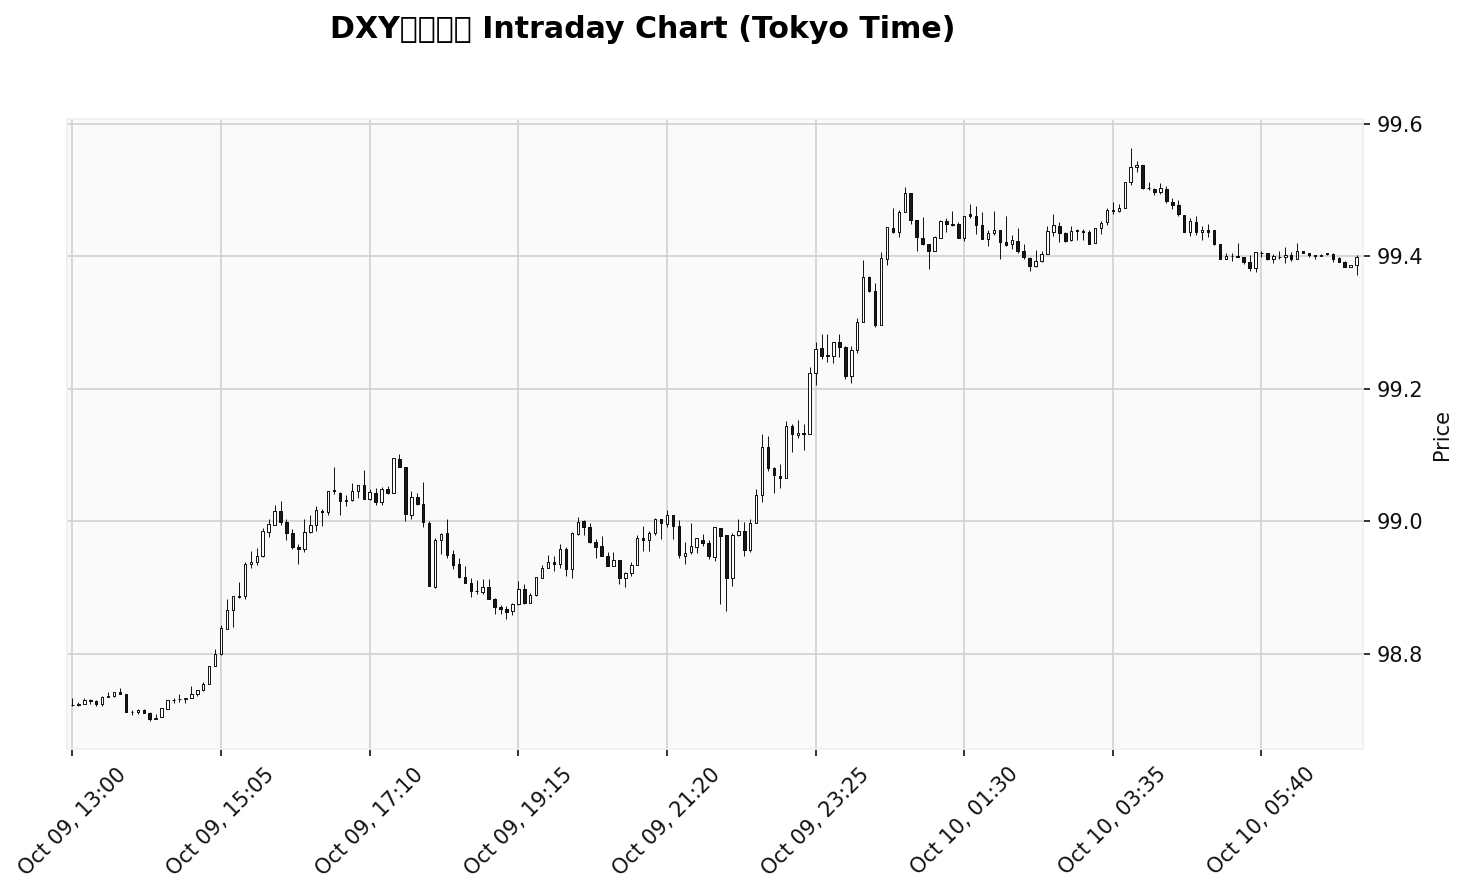 DXY Intraday Chart (Tokyo Time)
99.6
99.4
99.2
99.0
98.8
Price
Oct 09, 13:00
Oct 09, 15:05
Oct 09, 17:10
Oct 09, 19:15
Oct 09, 21:20
Oct 09, 23:25
Oct 10, 01:30
Oct 10, 03:35
Oct 10, 05:40